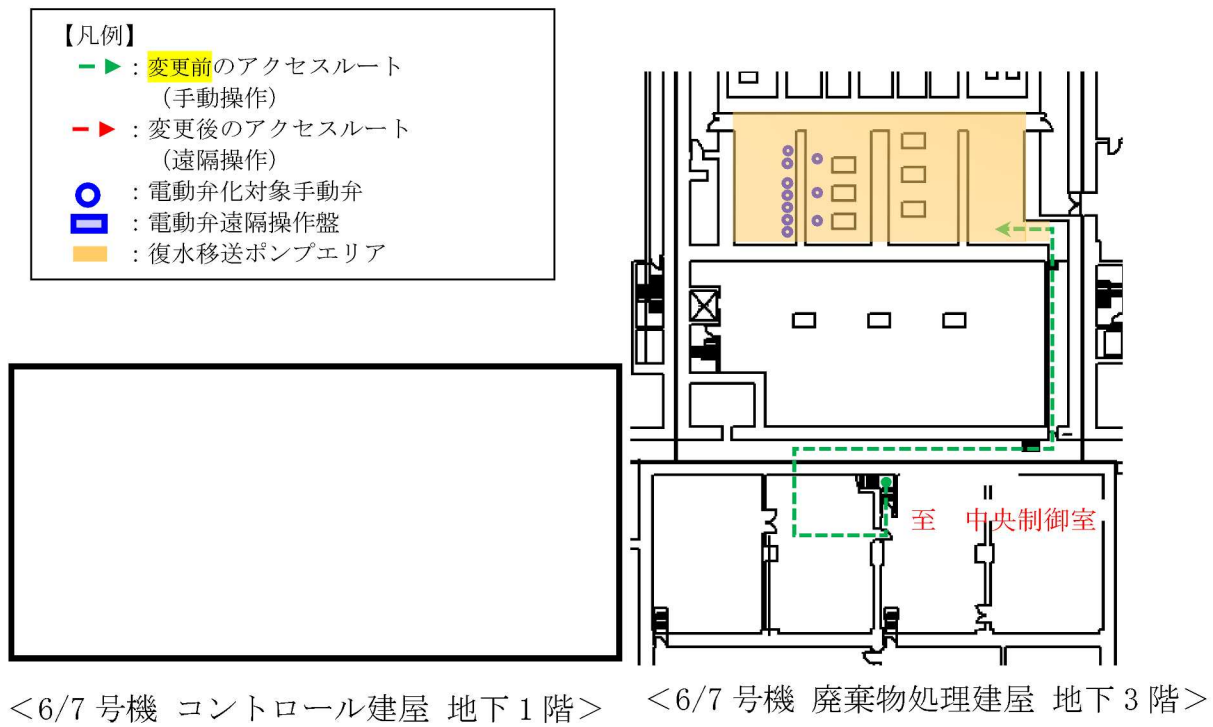 【凡例】
：変更前のアクセスルート
（手動操作）
：変更後のアクセスルート
（遠隔操作）
：電動弁化対象手動弁
：電動弁遠隔操作盤
：復水移送ポンプエリア
至　中央制御室
＜6/7 号機 コントロール建屋 地下 1 階＞
＜6/7 号機 廃棄物処理建屋 地下 3 階＞